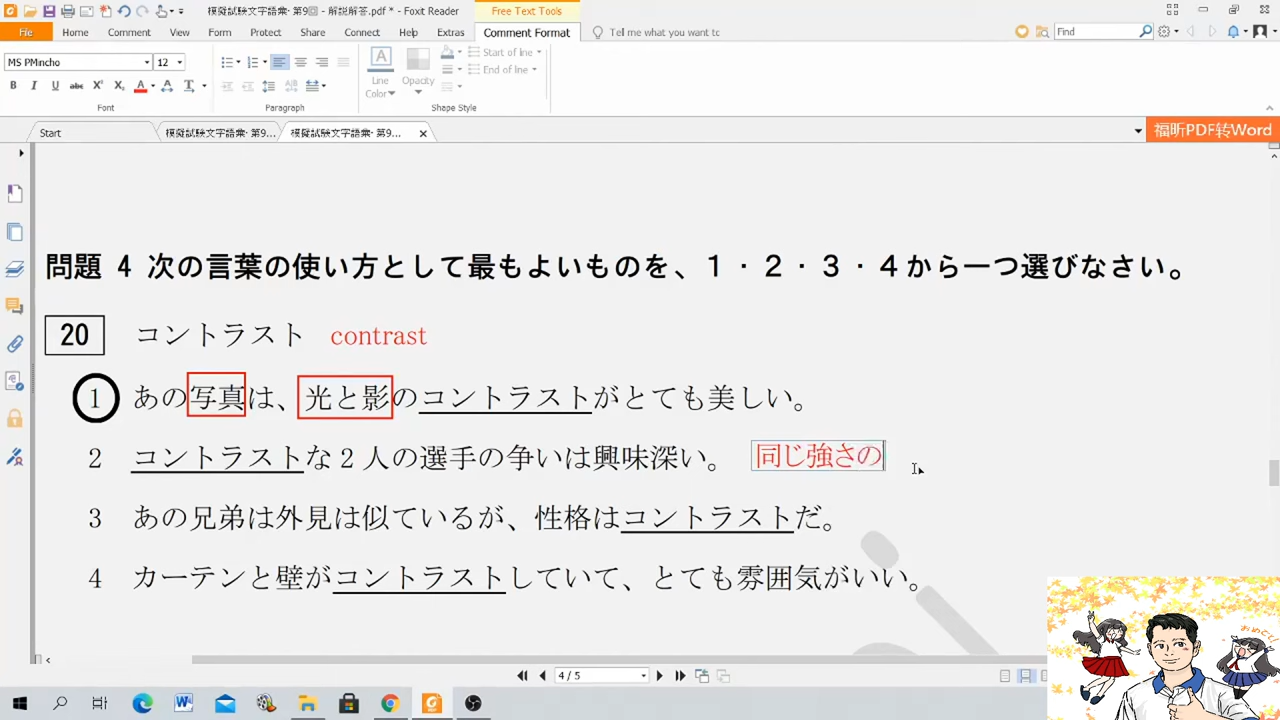 模擬試験文字語彙- 第9回 - 解説解答.pdf * - Foxit Reader
Free Text Tools
File Home Comment View Form Protect Share Connect Help Extras Comment Format Tell me what you want tc Find
MS PMincho 12
Line Color Opacity Start of line End of line
Font Paragraph Shape Style
Start 模擬試験文字語彙- 第9... 模擬試験文字語彙- 第9... 福昕PDF转Word
問題 4 次の言葉の使い方として最もよいものを、1・2・3・4から一つ選びなさい。
20 コントラスト contrast
1 あの写真は、光と影のコントラストがとても美しい。
2 コントラストな2人の選手の争いは興味深い。 同じ強さの
3 あの兄弟は外見は似ているが、性格はコントラストだ。
4 カーテンと壁がコントラストしていて、とても雰囲気がいい。
おめでとう!
4 / 5